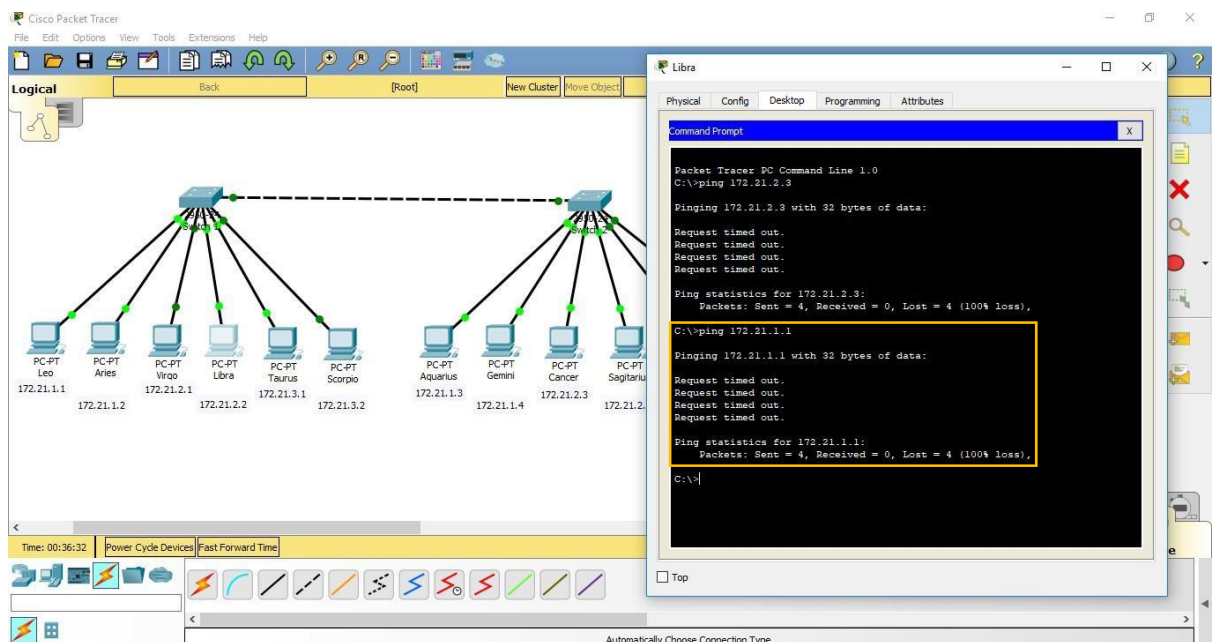 Cisco Packet Tracer
File Edit Options View Tools Extensions Help
Logical
Back
[Root]
New Cluster
Move Object
Switch 1
Switch 2
PC-PT
Leo
172.21.1.1
PC-PT
Aries
172.21.1.2
PC-PT
Virgo
172.21.2.1
PC-PT
Libra
172.21.2.2
PC-PT
Taurus
172.21.3.1
PC-PT
Scorpio
172.21.3.2
PC-PT
Aquarius
172.21.1.3
PC-PT
Gemini
172.21.1.4
PC-PT
Cancer
172.21.2.3
PC-PT
Sagitariu
172.21.2.
Libra
Physical Config Desktop Programming Attributes
Command Prompt
X
Packet Tracer PC Command Line 1.0
C:\>ping 172.21.2.3
Pinging 172.21.2.3 with 32 bytes of data:
Request timed out.
Request timed out.
Request timed out.
Request timed out.
Ping statistics for 172.21.2.3:
Packets: Sent = 4, Received = 0, Lost = 4 (100% loss),
C:\>ping 172.21.1.1
Pinging 172.21.1.1 with 32 bytes of data:
Request timed out.
Request timed out.
Request timed out.
Request timed out.
Ping statistics for 172.21.1.1:
Packets: Sent = 4, Received = 0, Lost = 4 (100% loss),
C:\>
Top
Time: 00:36:32
Power Cycle Devices
Fast Forward Time
Automatically Choose Connection Type